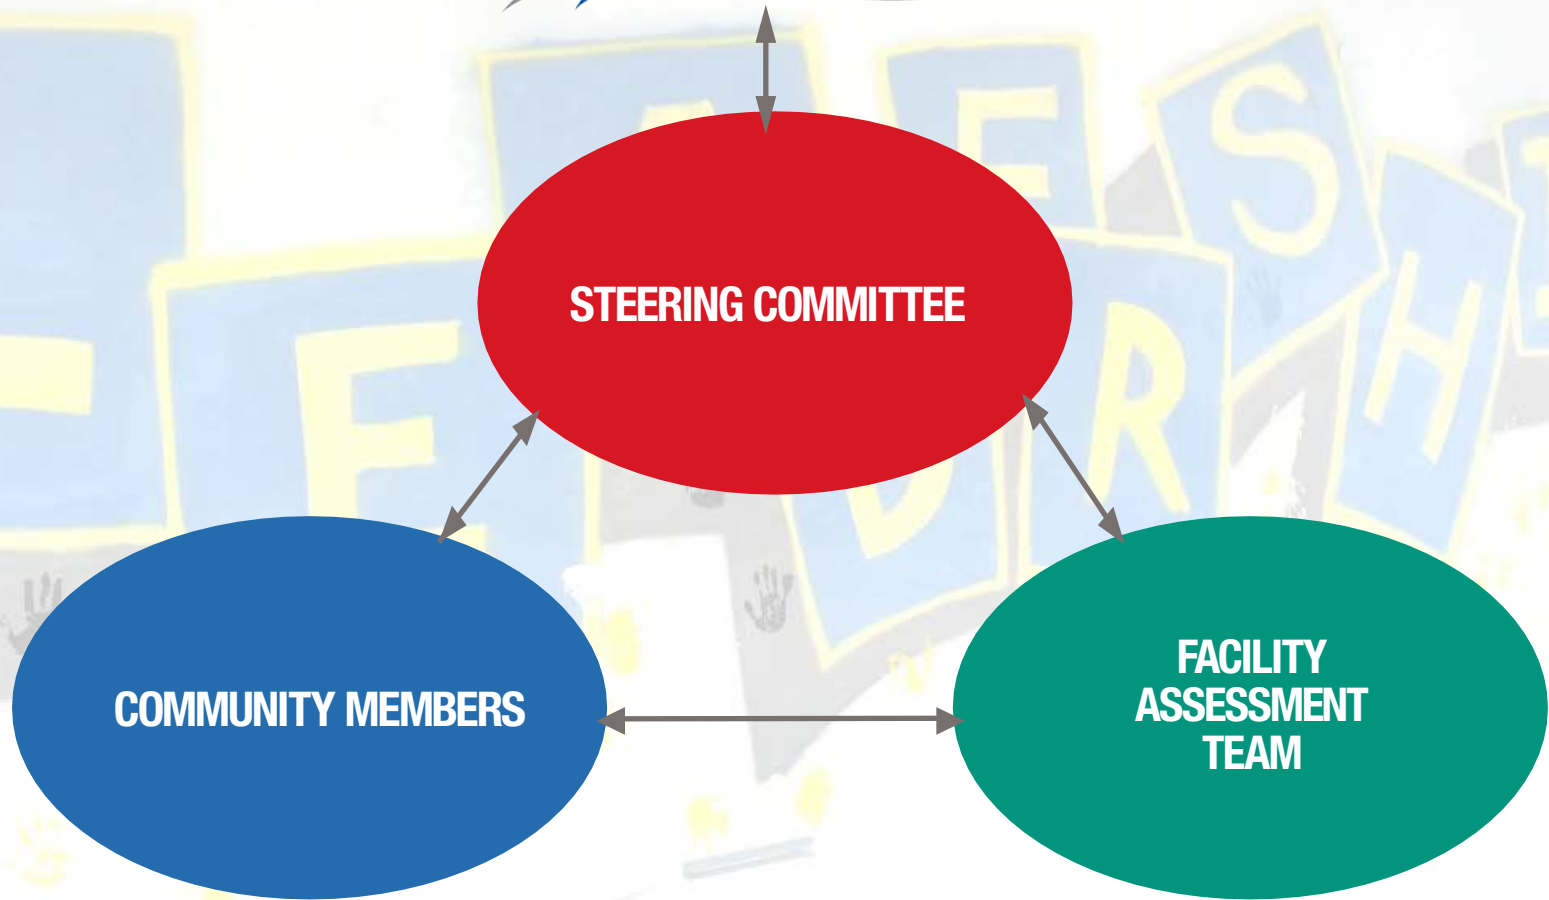 STEERING COMMITTEE
COMMUNITY MEMBERS
FACILITY
ASSESSMENT
TEAM